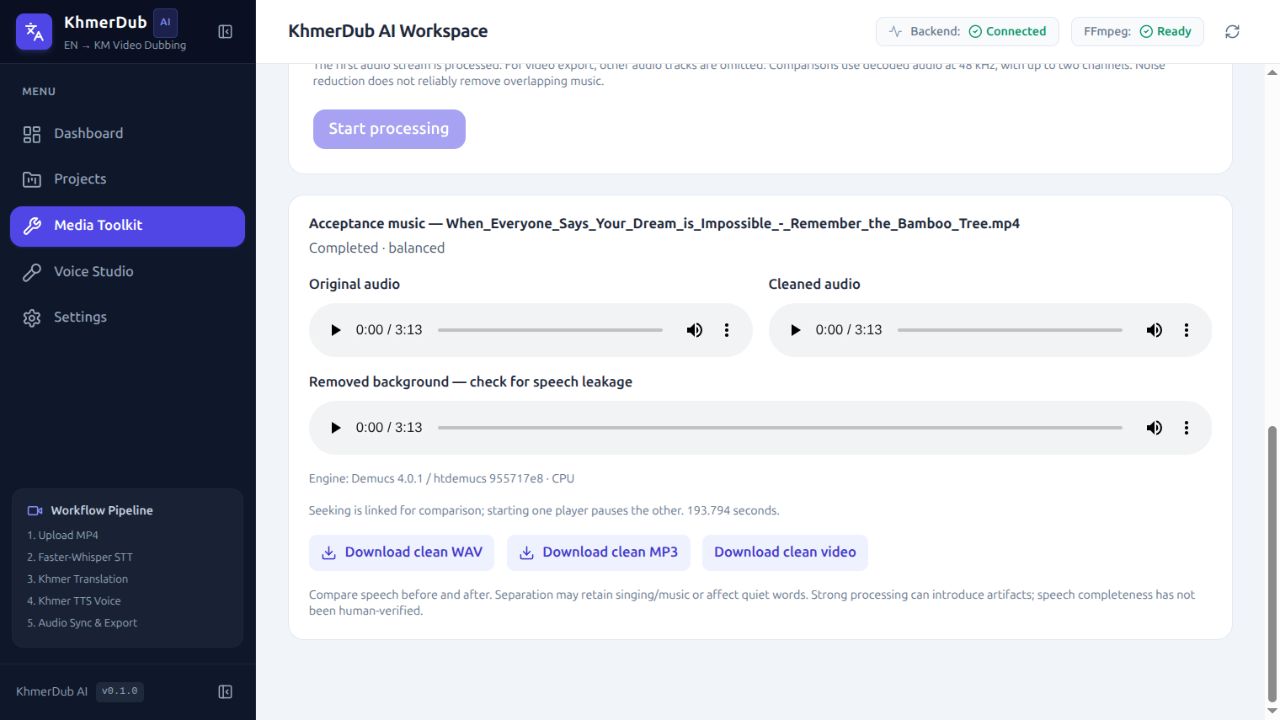 KhmerDub AI
EN → KM Video Dubbing
MENU
Dashboard
Projects
Media Toolkit
Voice Studio
Settings
Workflow Pipeline
1. Upload MP4
2. Faster-Whisper STT
3. Khmer Translation
4. Khmer TTS Voice
5. Audio Sync & Export
KhmerDub AI v0.1.0
KhmerDub AI Workspace
Backend: Connected
FFmpeg: Ready
The first audio stream is processed. For video export, other audio tracks are omitted. Comparisons use decoded audio at 48 kHz, with up to two channels. Noise
reduction does not reliably remove overlapping music.
Start processing
Acceptance music — When_Everyone_Says_Your_Dream_is_Impossible_-_Remember_the_Bamboo_Tree.mp4
Completed · balanced
Original audio
Cleaned audio
0:00 / 3:13
0:00 / 3:13
Removed background — check for speech leakage
0:00 / 3:13
Engine: Demucs 4.0.1 / htdemucs 955717e8 · CPU
Seeking is linked for comparison; starting one player pauses the other. 193.794 seconds.
Download clean WAV
Download clean MP3
Download clean video
Compare speech before and after. Separation may retain singing/music or affect quiet words. Strong processing can introduce artifacts; speech completeness has not
been human-verified.